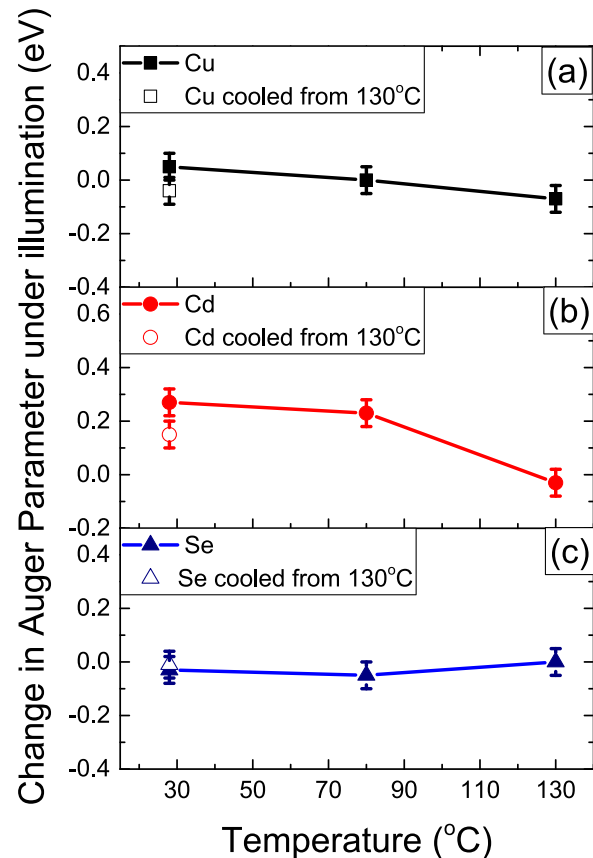 Change in Auger Parameter under illumination (eV)
0.4
0.2
0.0
-0.2
-0.4
Cu
Cu cooled from 130°C
(a)
0.6
0.4
0.2
0.0
-0.2
Cd
Cd cooled from 130°C
(b)
0.4
0.2
0.0
-0.2
-0.4
Se
Se cooled from 130°C
(c)
30 50 70 90 110 130
Temperature (°C)